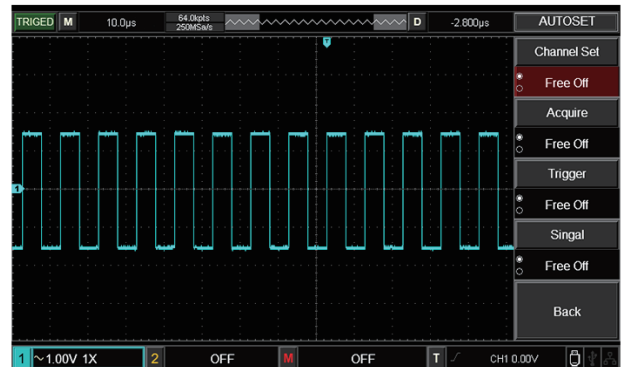 TRIGED M 10.0μs 64.0kpts D -2.800μs AUTOSET
250MSa/s
T
Channel Set
Free Off
Acquire
Free Off
Trigger
Free Off
Singal
Free Off
Back
1
1 ~1.00V 1X 2 OFF M OFF T CH1 0.00V